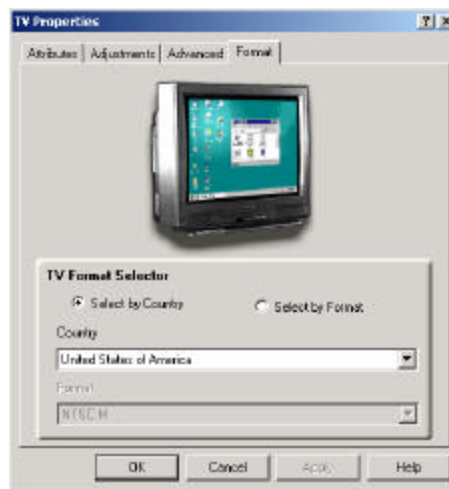 TV Properties
Attributes Adjustments Advanced Format
TV Format Selector
Select by Country Select by Format
Country
United States of America
Format
NTSC M
OK Cancel Apply Help